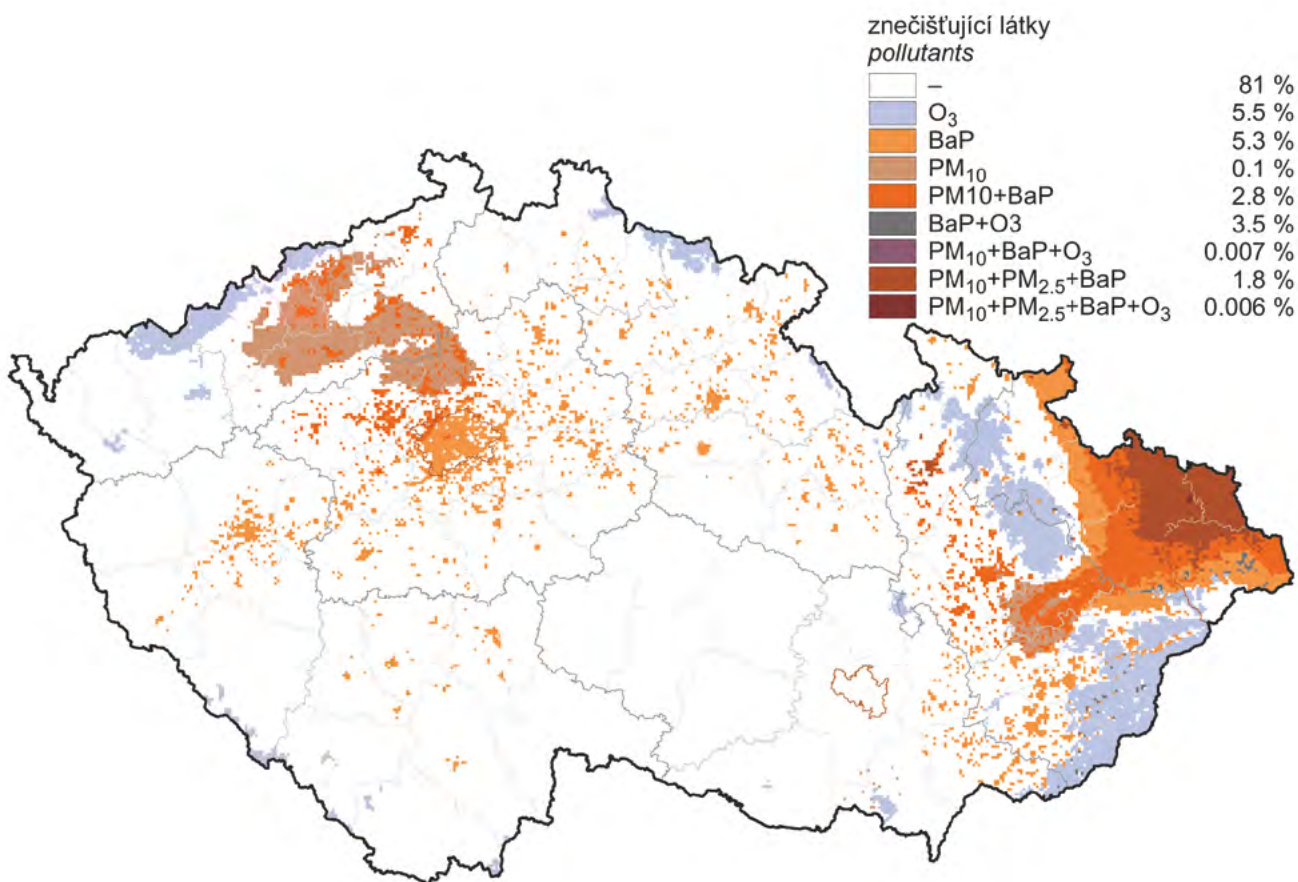 znečišťující látky
pollutants
– 81 %
O₃ 5.5 %
BaP 5.3 %
PM₁₀ 0.1 %
PM10+BaP 2.8 %
BaP+O3 3.5 %
PM₁₀+BaP+O₃ 0.007 %
PM₁₀+PM₂.₅+BaP 1.8 %
PM₁₀+PM₂.₅+BaP+O₃ 0.006 %